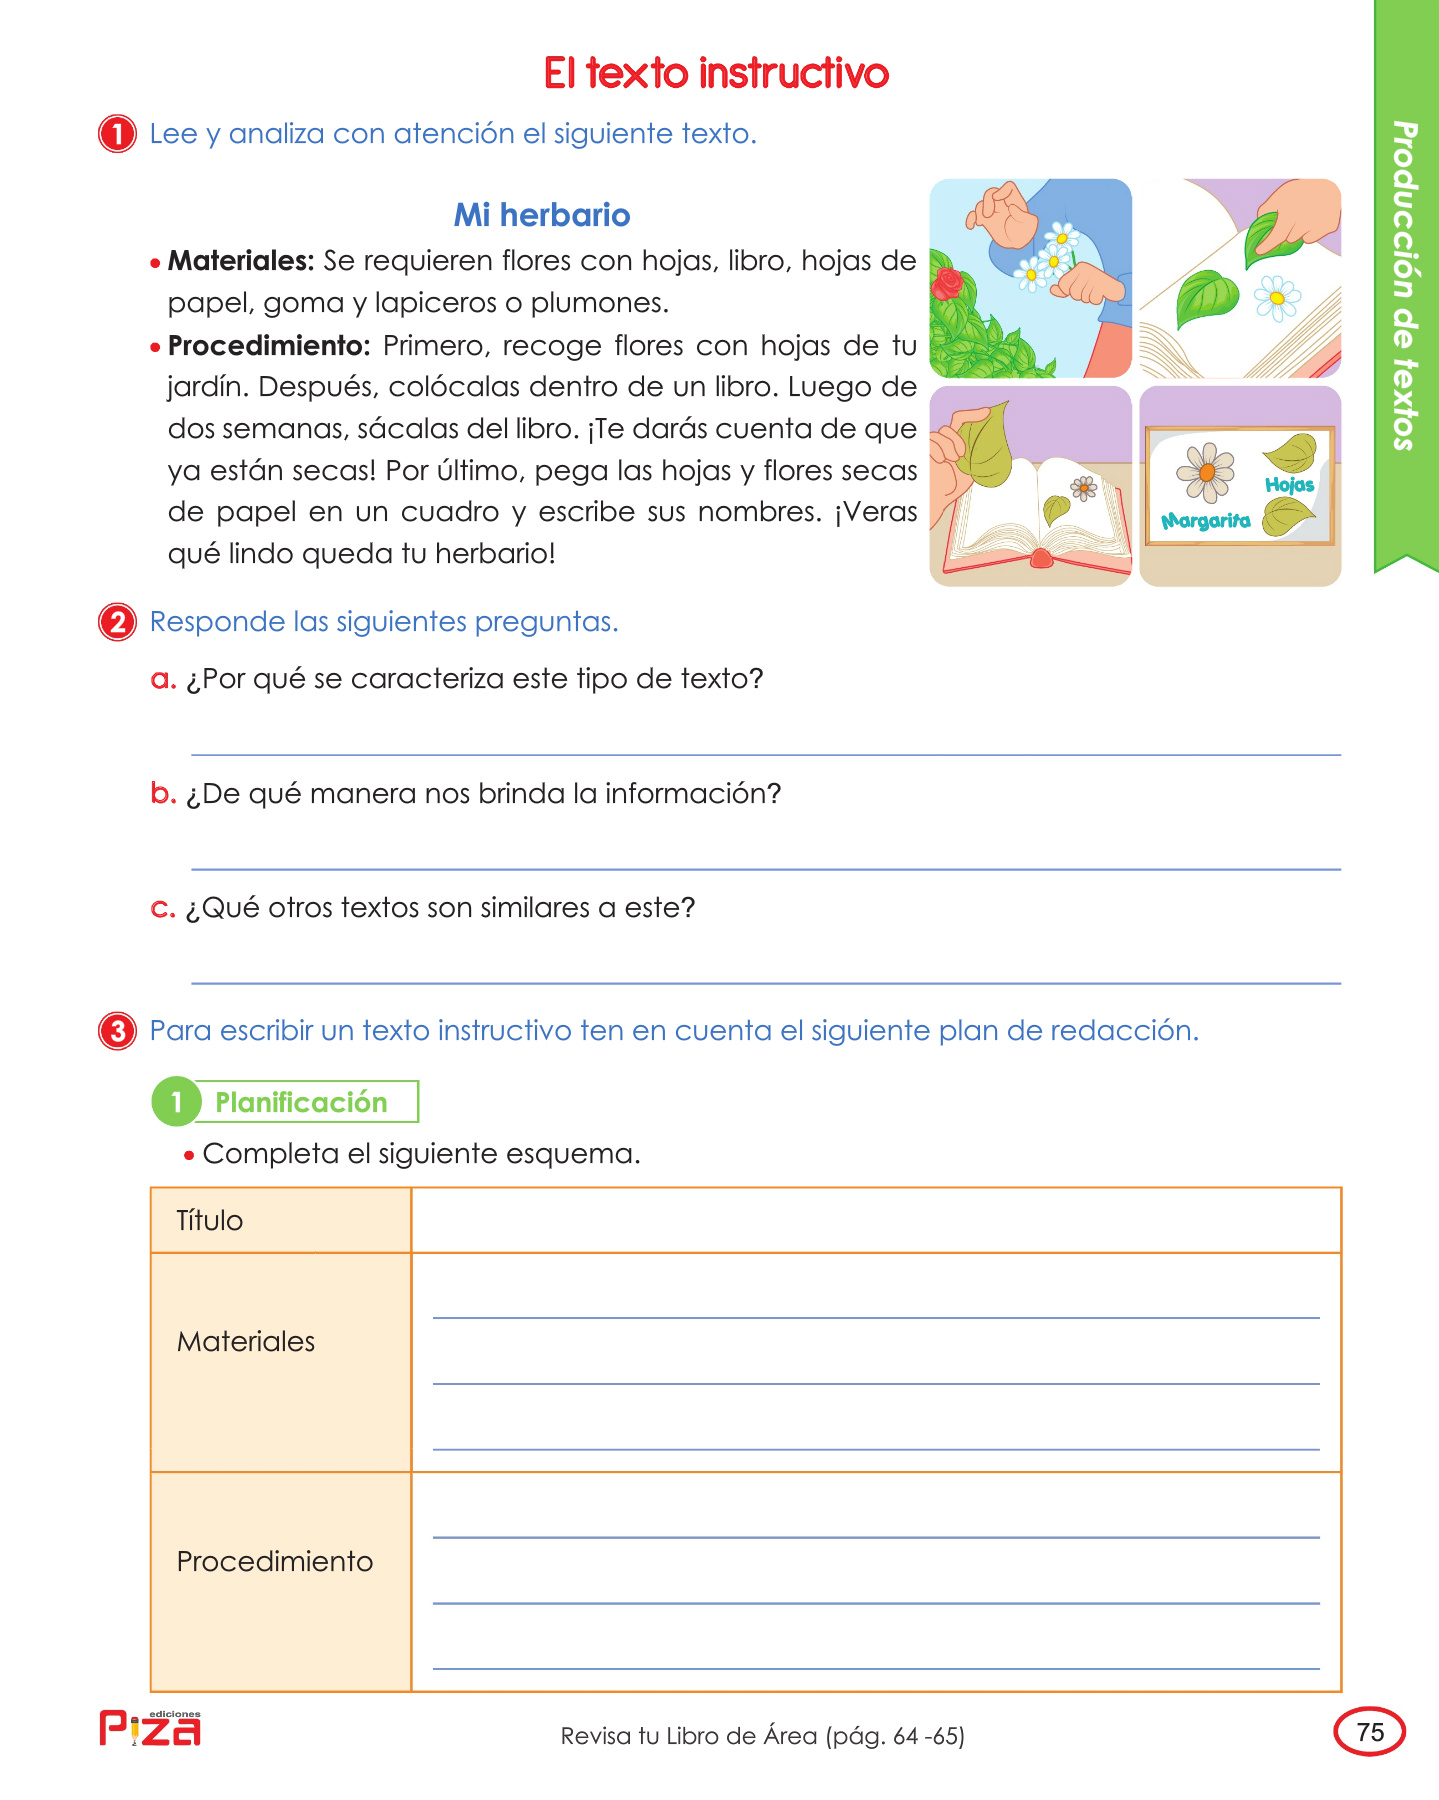 El texto instructivo
1 Lee y analiza con atención el siguiente texto.
Mi herbario
• Materiales: Se requieren flores con hojas, libro, hojas de
papel, goma y lapiceros o plumones.
• Procedimiento: Primero, recoge flores con hojas de tu
jardín. Después, colócalas dentro de un libro. Luego de
dos semanas, sácalas del libro. ¡Te darás cuenta de que
ya están secas! Por último, pega las hojas y flores secas
de papel en un cuadro y escribe sus nombres. ¡Veras
qué lindo queda tu herbario!
Hojas
Margarita
Producción de textos
2 Responde las siguientes preguntas.
a. ¿Por qué se caracteriza este tipo de texto?
b. ¿De qué manera nos brinda la información?
c. ¿Qué otros textos son similares a este?
3 Para escribir un texto instructivo ten en cuenta el siguiente plan de redacción.
1 Planificación
• Completa el siguiente esquema.
Título
Materiales
Procedimiento
ediciones
Piza
Revisa tu Libro de Área (pág. 64 -65)
75